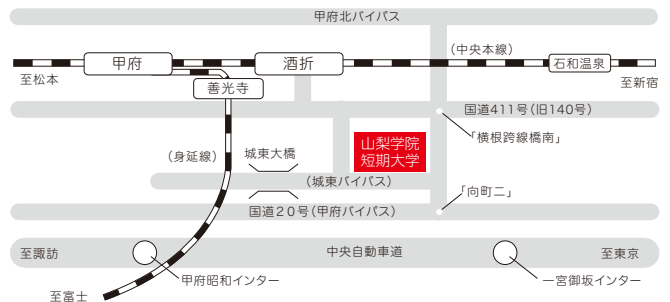 甲府北バイパス
(中央本線)
甲府
酒折
石和温泉
至松本
至新宿
善光寺
国道411号(旧140号)
「横根跨線橋南」
山梨学院
短期大学
(身延線)
城東大橋
(城東バイパス)
「向町二」
国道20号(甲府バイパス)
至諏訪
中央自動車道
至東京
甲府昭和インター
一宮御坂インター
至富士